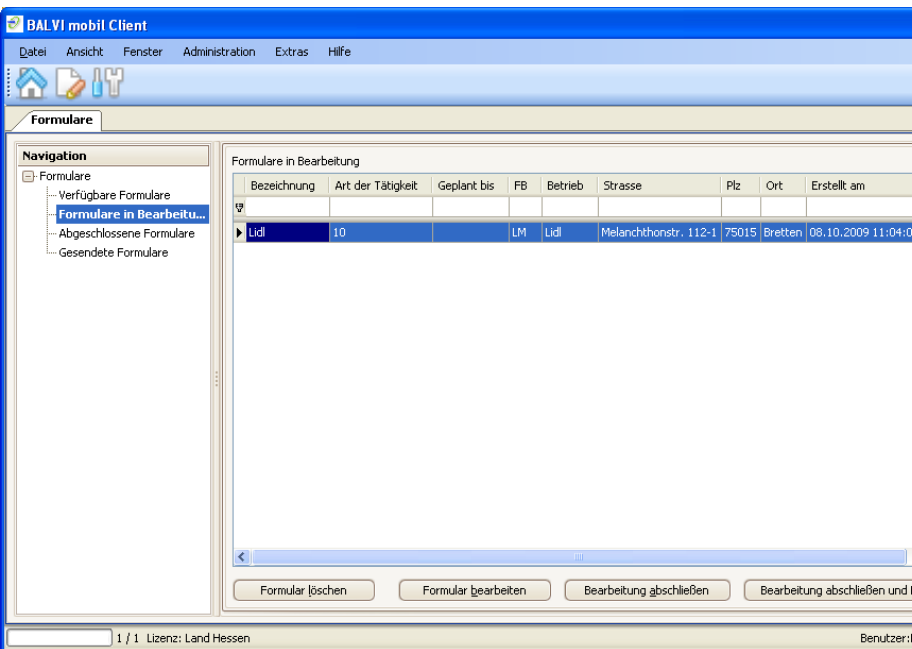 BALVI mobil Client
Datei Ansicht Fenster Administration Extras Hilfe
Formulare
Navigation
Formulare
Verfügbare Formulare
Formulare in Bearbeitu...
Abgeschlossene Formulare
Gesendete Formulare
Formulare in Bearbeitung
Bezeichnung Art der Tätigkeit Geplant bis FB Betrieb Strasse Plz Ort Erstellt am
Lidl 10 LM Lidl Melanchthonstr. 112-1 75015 Bretten 08.10.2009 11:04:0
Formular löschen Formular bearbeiten Bearbeitung abschließen Bearbeitung abschließen und
1 / 1 Lizenz: Land Hessen Benutzer: